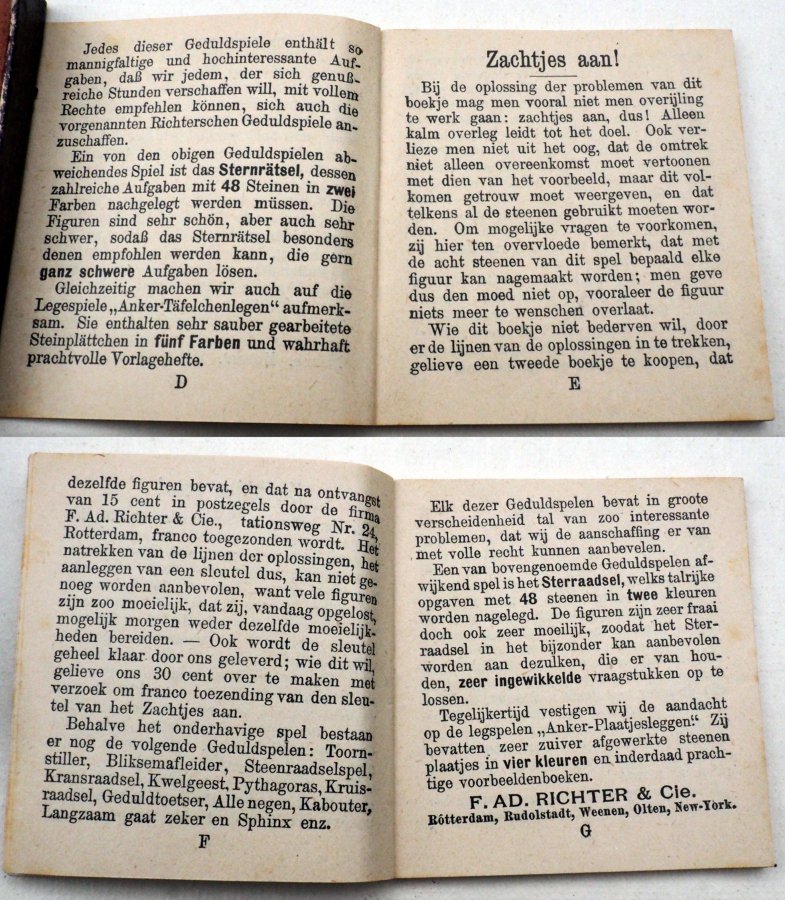 Jedes dieser Geduldspiele enthält so
mannigfaltige und hochinteressante Auf-
gaben, daß wir jedem, der sich genuß-
reiche Stunden verschaffen will, mit vollem
Rechte empfehlen können, sich auch die
vorgenannten Richterschen Geduldspiele an-
zuschaffen.
Ein von den obigen Geduldspielen ab-
weichendes Spiel ist das Sternrätsel, dessen
zahlreiche Aufgaben mit 48 Steinen in zwei
Farben nachgelegt werden müssen. Die
Figuren sind sehr schön, aber auch sehr
schwer, sodaß das Sternrätsel besonders
denen empfohlen werden kann, die gern
ganz schwere Aufgaben lösen.
Gleichzeitig machen wir auch auf die
Legespiele „Anker-Täfelchenlegen“ aufmerk-
sam. Sie enthalten sehr sauber gearbeitete
Steinplättchen in fünf Farben und wahrhaft
prachtvolle Vorlagehefte.
D
Zachtjes aan!
Bij de oplossing der problemen van dit
boekje mag men vooral niet men overijling
te werk gaan: zachtjes aan, dus! Alleen
kalm overleg leidt tot het doel. Ook ver-
lieze men niet uit het oog, dat de omtrek
niet alleen overeenkomst moet vertoonen
met dien van het voorbeeld, maar dit vol-
komen getrouw moet weergeven, en dat
telkens al de steenen gebruikt moeten wor-
den. Om mogelijke vragen te voorkomen,
zij hier ten overvloede bemerkt, dat met
de acht steenen van dit spel bepaald elke
figuur kan nagemaakt worden; men geve
dus den moed niet op, vooraleer de figuur
niets meer te wenschen overlaat.
Wie dit boekje niet bederven wil, door
er de lijnen van de oplossingen in te trekken,
gelieve een tweede boekje te koopen, dat
E
dezelfde figuren bevat, en dat na ontvangst
van 15 cent in postzegels door de firma
F. Ad. Richter & Cie., tationsweg Nr. 24,
Rotterdam, franco toegezonden wordt. Het
natrekken van de lijnen der oplossingen, het
aanleggen van een sleutel dus, kan niet ge-
noeg worden aanbevolen, want vele figuren
zijn zoo moeielijk, dat zij, vandaag opgelost,
mogelijk morgen weder dezelfde moeielijk-
heden bereiden. — Ook wordt de sleutel
geheel klaar door ons geleverd; wie dit wil,
gelieve ons 30 cent over te maken met
verzoek om franco toezending van den sleu-
tel van het Zachtjes aan.
Behalve het onderhavige spel bestaan
er nog de volgende Geduldspelen: Toorn-
stiller, Bliksemafleider, Steenraadselspel,
Kransraadsel, Kwelgeest, Pythagoras, Kruis-
raadsel, Geduldtoetser, Alle negen, Kabouter,
Langzaam gaat zeker en Sphinx enz.
F
Elk dezer Geduldspelen bevat in groote
verscheidenheid tal van zoo interessante
problemen, dat wij de aanschaffing er van
met volle recht kunnen aanbevelen.
Een van bovengenoemde Geduldspelen af-
wijkend spel is het Sterraadsel, welks talrijke
opgaven met 48 steenen in twee kleuren
worden nagelegd. De figuren zijn zeer fraai
doch ook zeer moeilijk, zoodat het Ster-
raadsel in het bijzonder kan aanbevolen
worden aan dezulken, die er van hou-
den, zeer ingewikkelde vraagstukken op te
lossen.
Tegelijkertijd vestigen wij de aandacht
op de legspelen „Anker-Plaatjesleggen!“ Zij
bevatten zeer zuiver afgewerkte steenen
plaatjes in vier kleuren en inderdaad prach-
tige voorbeeldenboeken.
F. AD. RICHTER & Cie.
Rotterdam, Rudolstadt, Weenen, Olten, New-York.
G